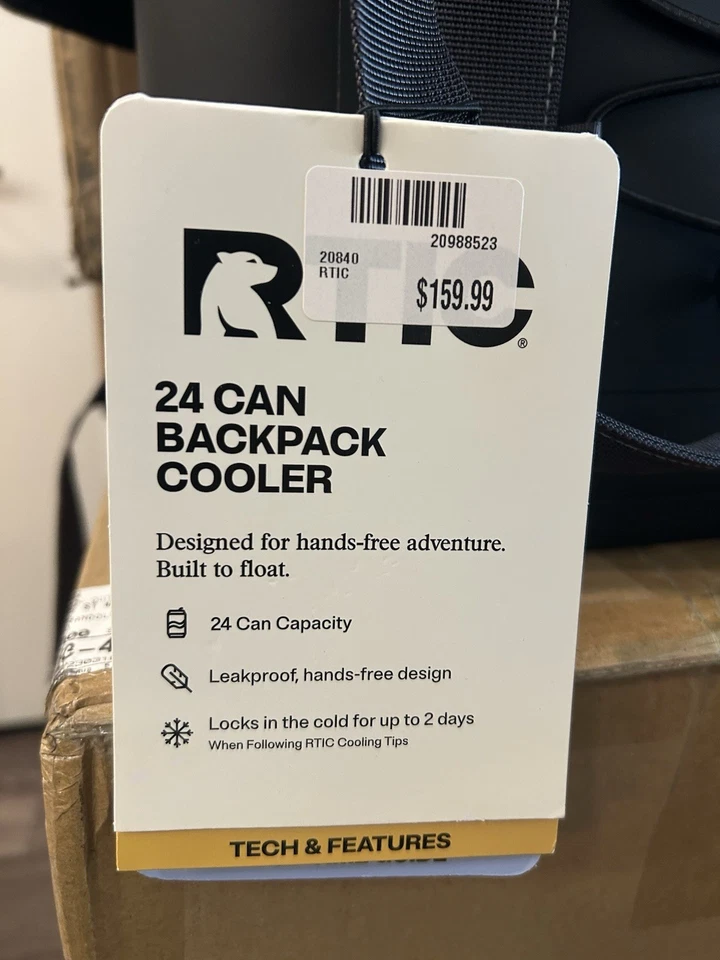 20988523
20840
RTIC
$159.99
RTIC®
24 CAN
BACKPACK
COOLER
Designed for hands-free adventure.
Built to float.
24 Can Capacity
Leakproof, hands-free design
Locks in the cold for up to 2 days
When Following RTIC Cooling Tips
TECH & FEATURES